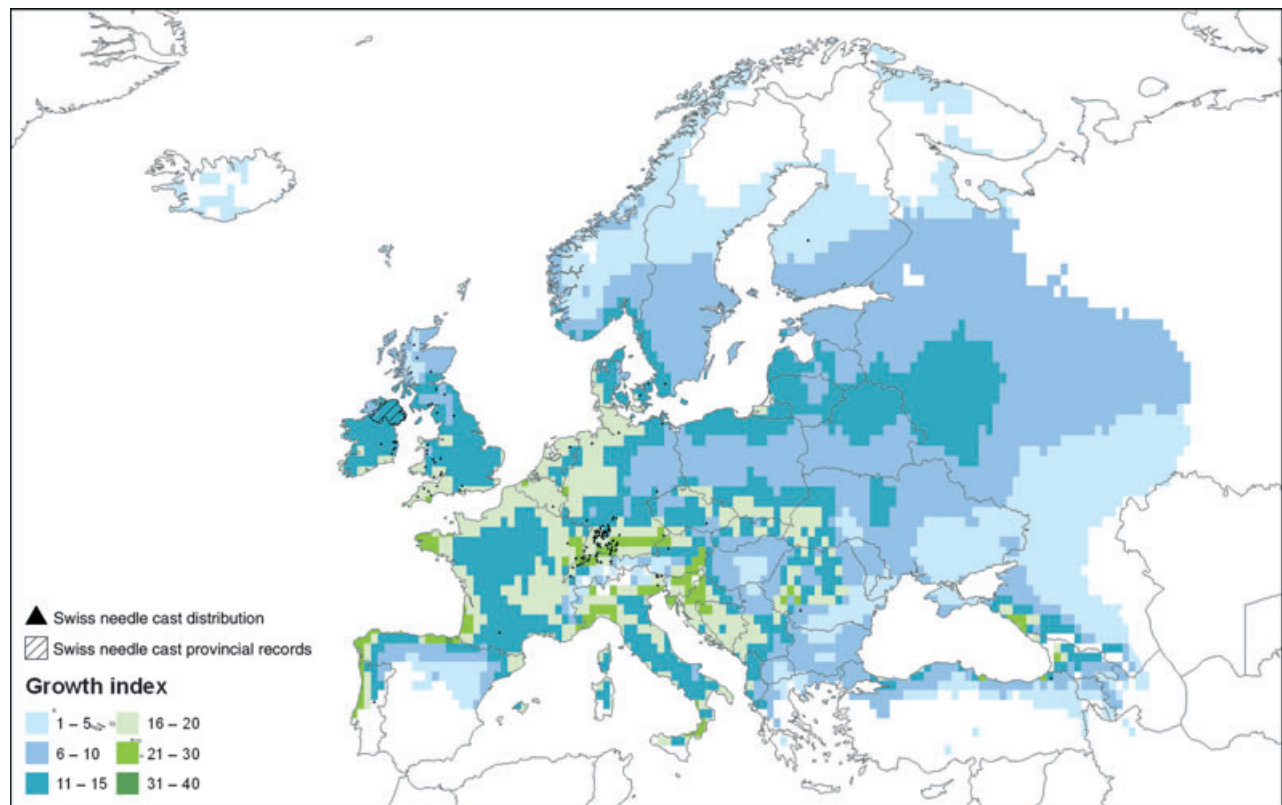 Swiss needle cast distribution
Swiss needle cast provincial records
Growth index
1 – 5
16 – 20
6 – 10
21 – 30
11 – 15
31 – 40